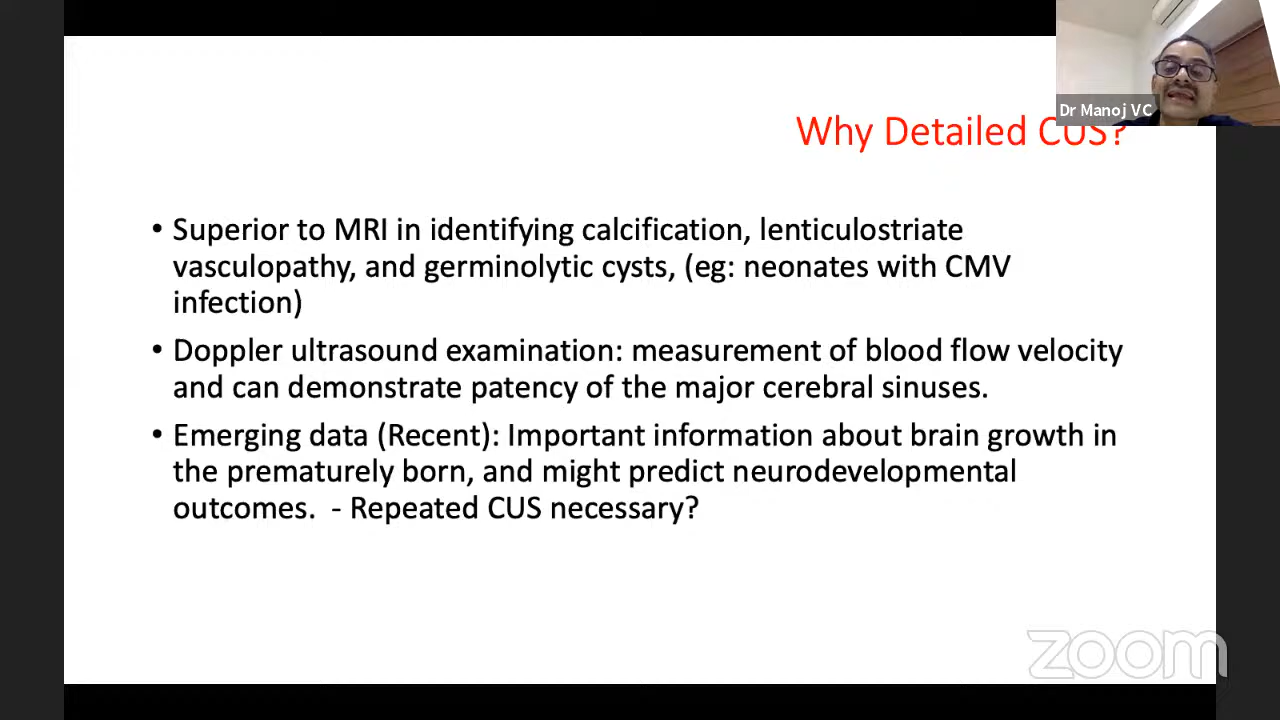 Dr Manoj VC
Why Detailed CUS?
• Superior to MRI in identifying calcification, lenticulostriate
vasculopathy, and germinolytic cysts, (eg: neonates with CMV
infection)
• Doppler ultrasound examination: measurement of blood flow velocity
and can demonstrate patency of the major cerebral sinuses.
• Emerging data (Recent): Important information about brain growth in
the prematurely born, and might predict neurodevelopmental
outcomes. - Repeated CUS necessary?
zoom